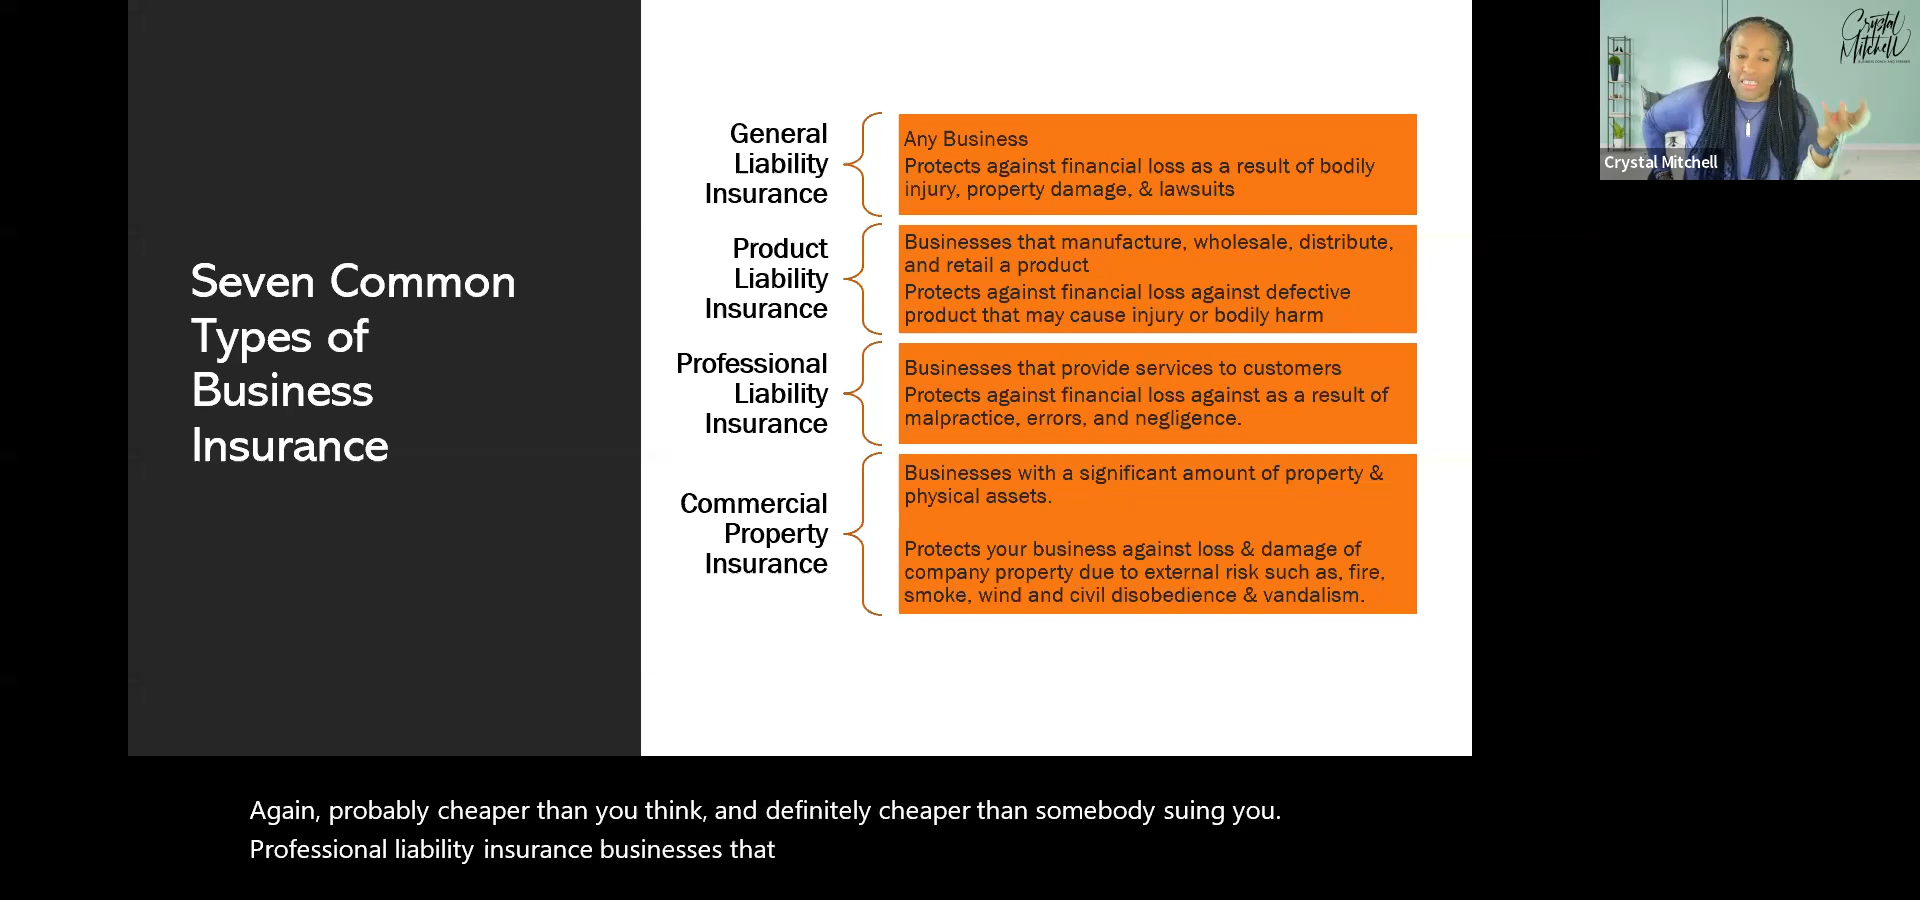 Seven Common
Types of
Business
Insurance
General
Liability
Insurance
Any Business
Protects against financial loss as a result of bodily
injury, property damage, & lawsuits
Product
Liability
Insurance
Businesses that manufacture, wholesale, distribute,
and retail a product
Protects against financial loss against defective
product that may cause injury or bodily harm
Professional
Liability
Insurance
Businesses that provide services to customers
Protects against financial loss against as a result of
malpractice, errors, and negligence.
Commercial
Property
Insurance
Businesses with a significant amount of property &
physical assets.
Protects your business against loss & damage of
company property due to external risk such as, fire,
smoke, wind and civil disobedience & vandalism.
Crystal
Mitchell
Crystal Mitchell
Again, probably cheaper than you think, and definitely cheaper than somebody suing you.
Professional liability insurance businesses that